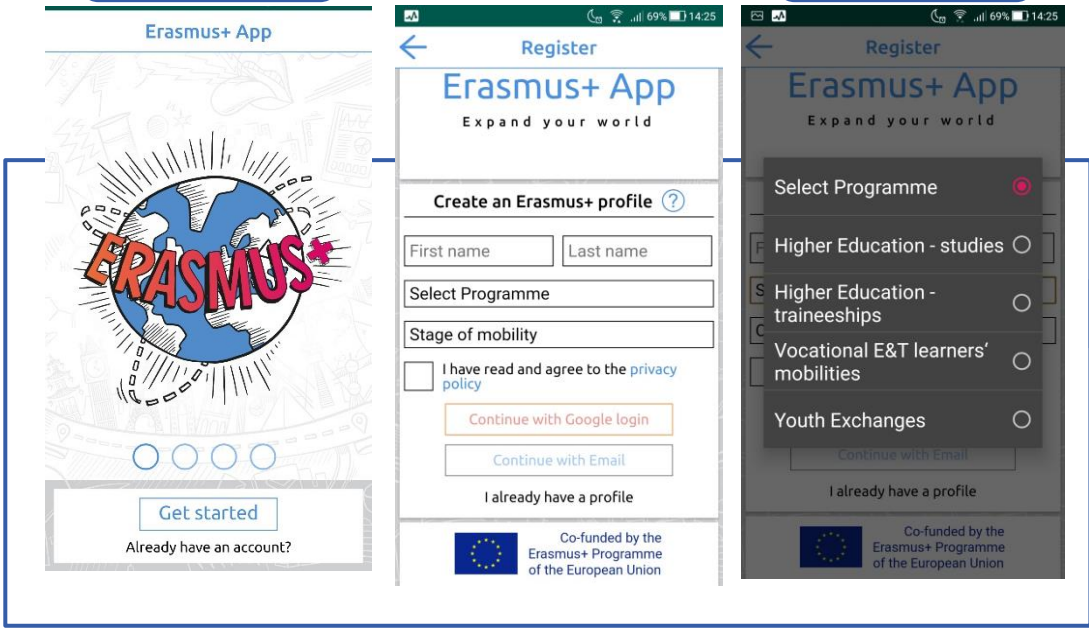 Erasmus+ App
ERASMUS+
Get started
Already have an account?
69% 14:25
Register
Erasmus+ App
Expand your world
Create an Erasmus+ profile ?
First name Last name
Select Programme
Stage of mobility
I have read and agree to the privacy
policy
Continue with Google login
Continue with Email
I already have a profile
Co-funded by the
Erasmus+ Programme
of the European Union
69% 14:25
Register
Erasmus+ App
Expand your world
Select Programme
Higher Education - studies
Higher Education -
traineeships
Vocational E&T learners‘
mobilities
Youth Exchanges
F
S
C
Continue with Email
I already have a profile
Co-funded by the
Erasmus+ Programme
of the European Union